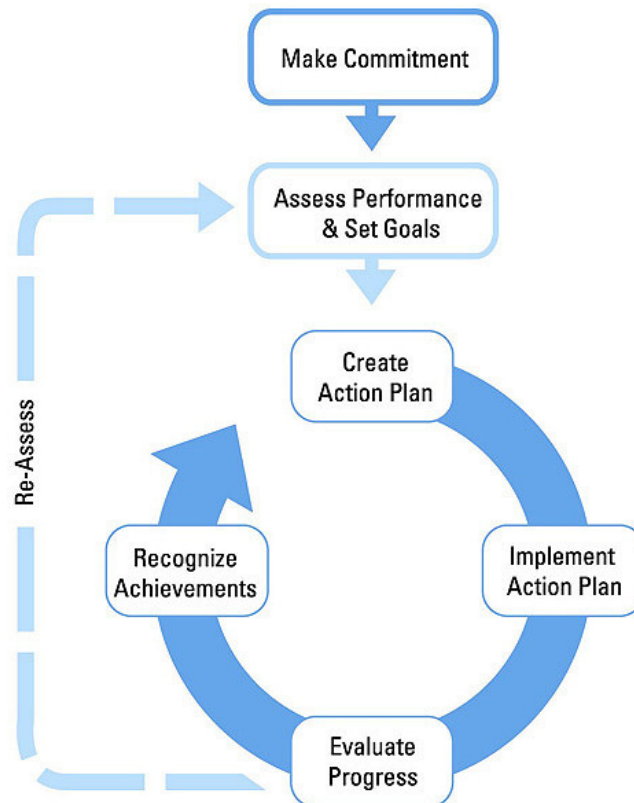 Make Commitment
Assess Performance
& Set Goals
Create
Action Plan
Re-Assess
Recognize
Achievements
Implement
Action Plan
Evaluate
Progress